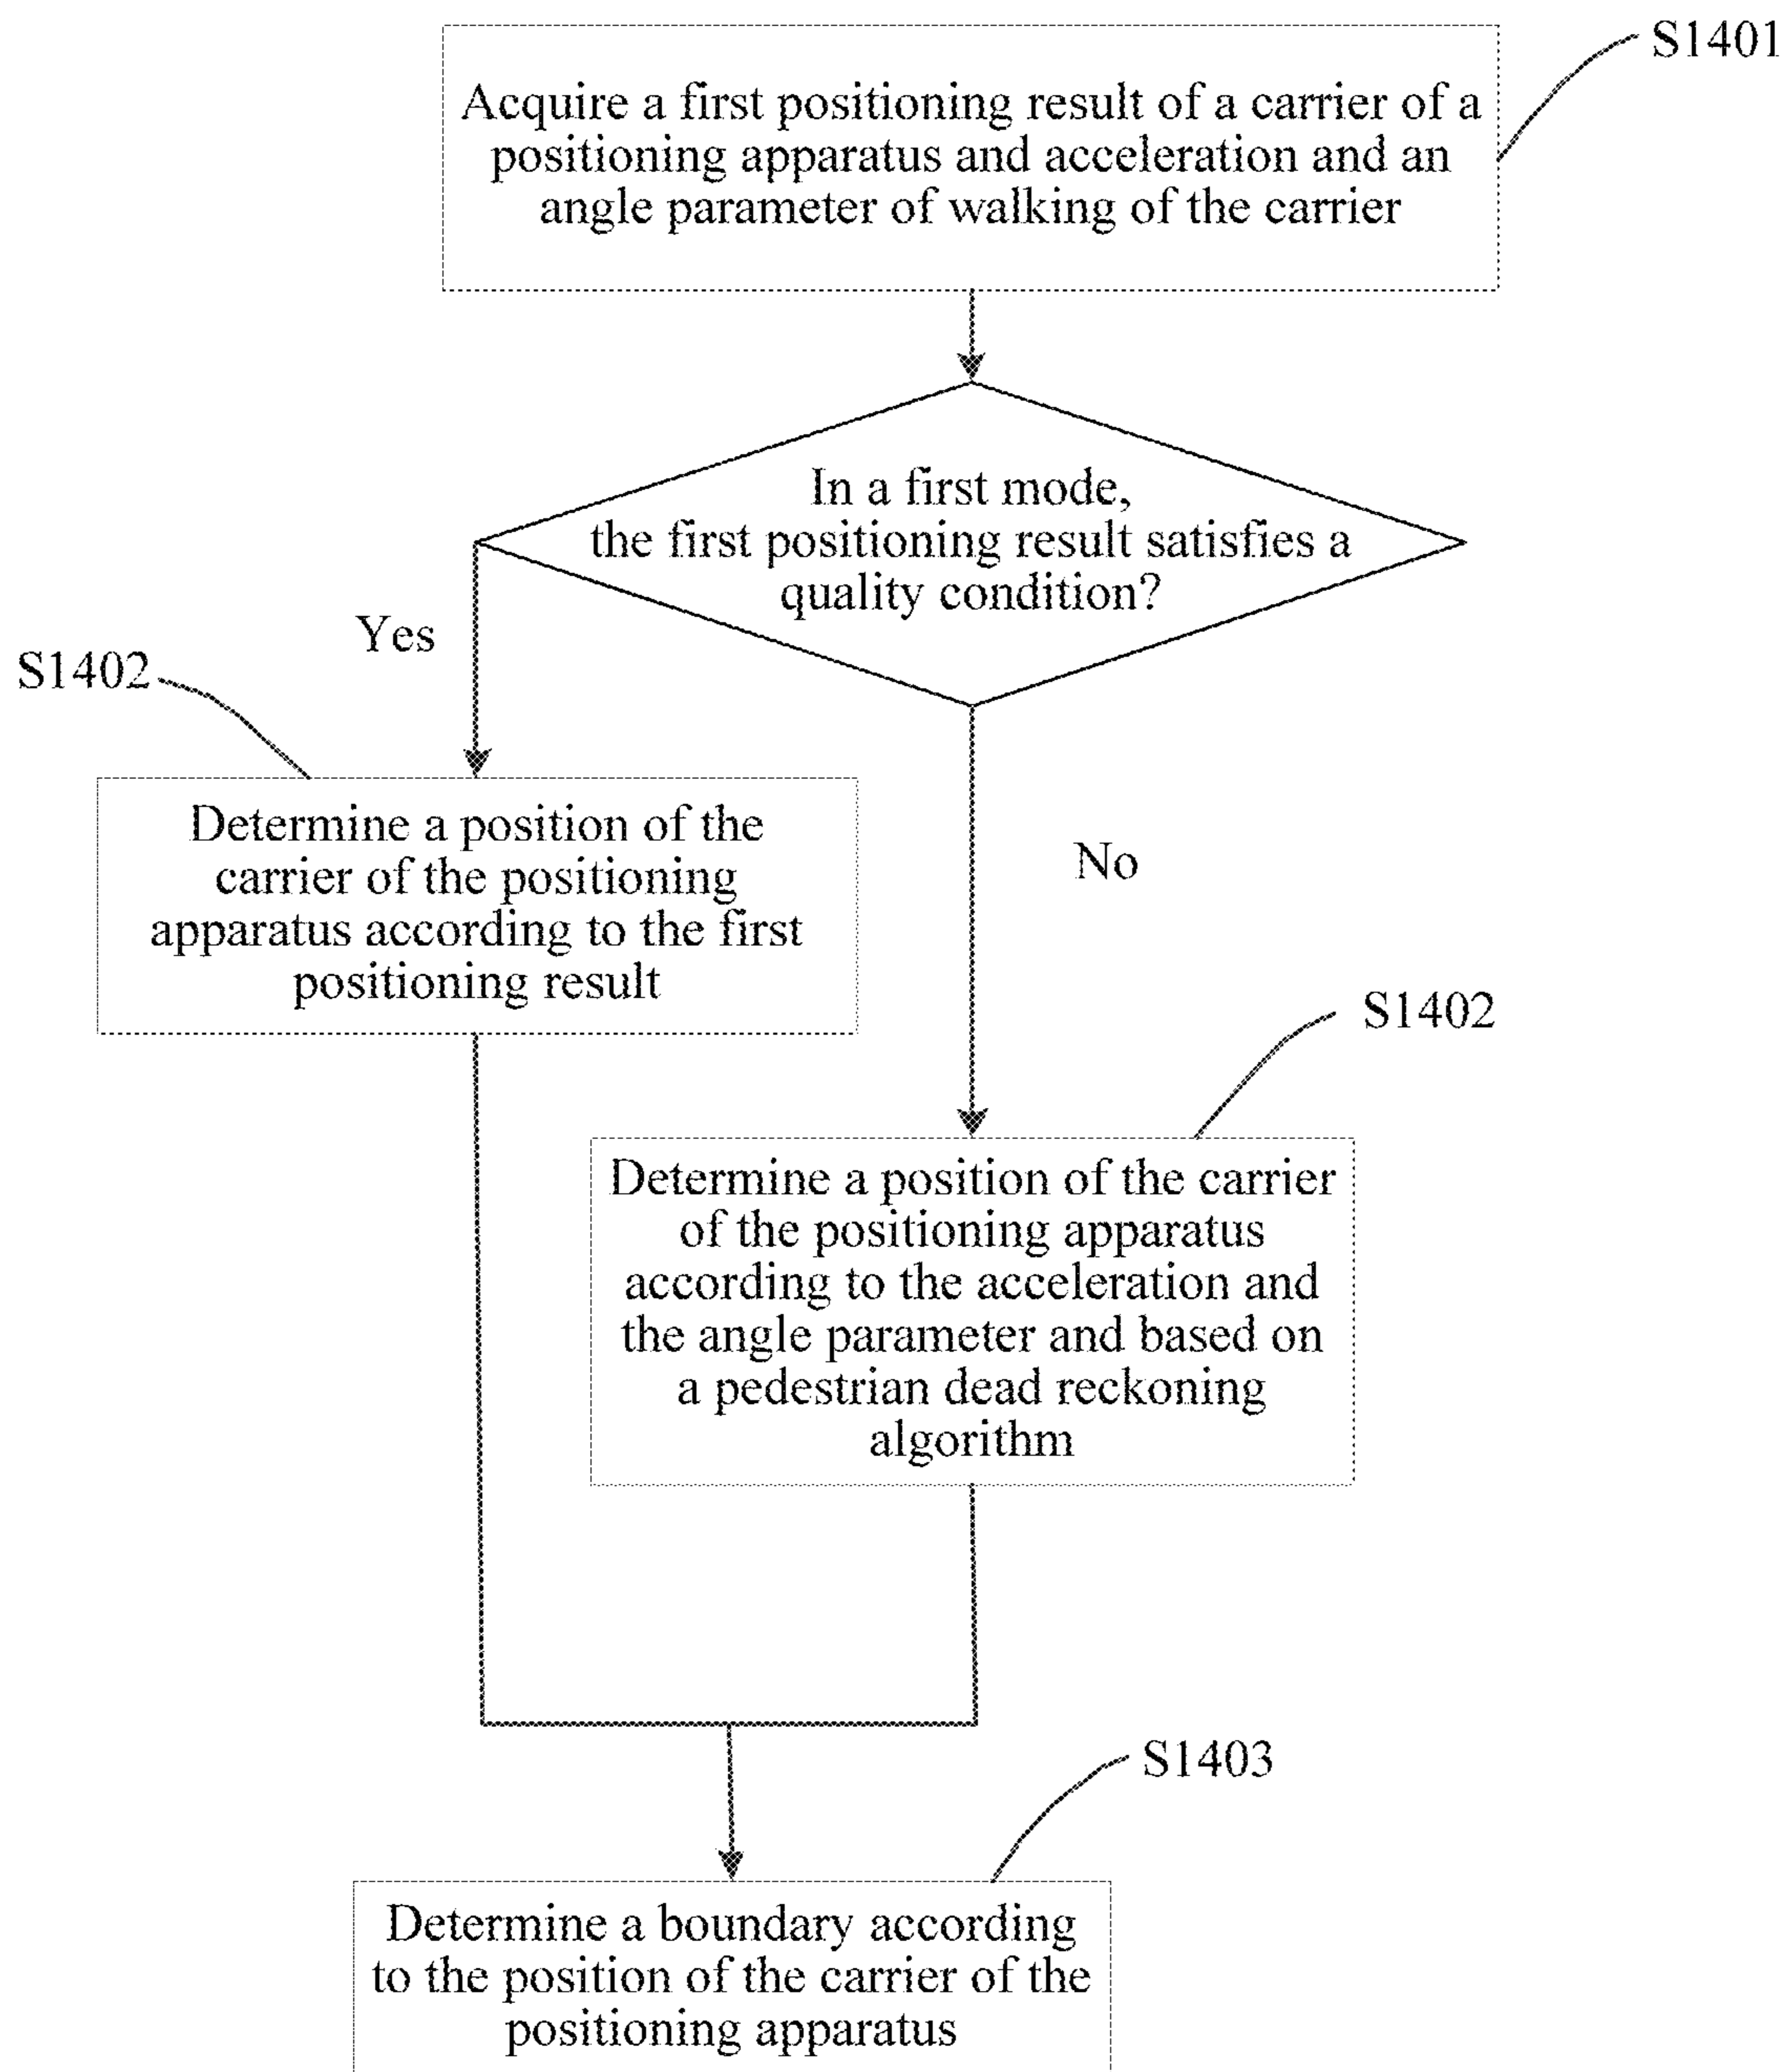 S1401
Acquire a first positioning result of a carrier of a
positioning apparatus and acceleration and an
angle parameter of walking of the carrier
In a first mode,
the first positioning result satisfies a
quality condition?
Yes
S1402
Determine a position of the
carrier of the positioning
apparatus according to the first
positioning result
No
S1402
Determine a position of the carrier
of the positioning apparatus
according to the acceleration and
the angle parameter and based on
a pedestrian dead reckoning
algorithm
S1403
Determine a boundary according
to the position of the carrier of the
positioning apparatus